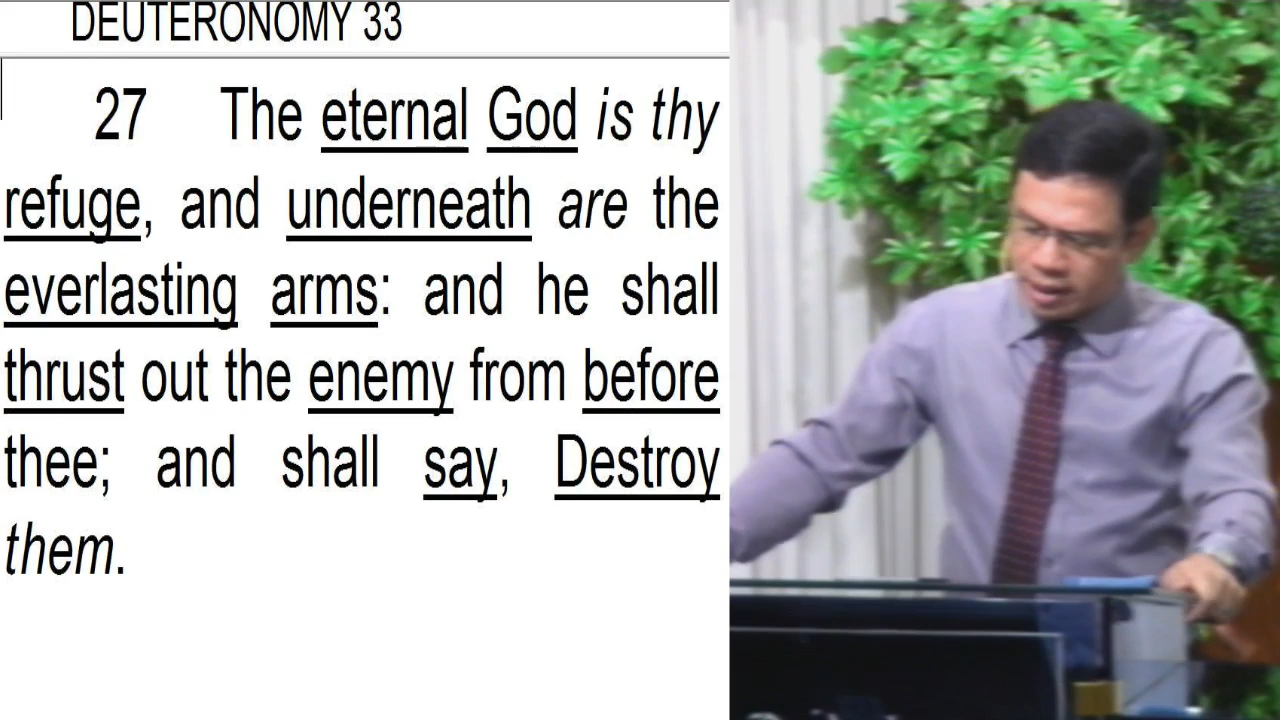 DEUTERONOMY 33
27 The eternal God is thy
refuge, and underneath are the
everlasting arms: and he shall
thrust out the enemy from before
thee; and shall say, Destroy
them.